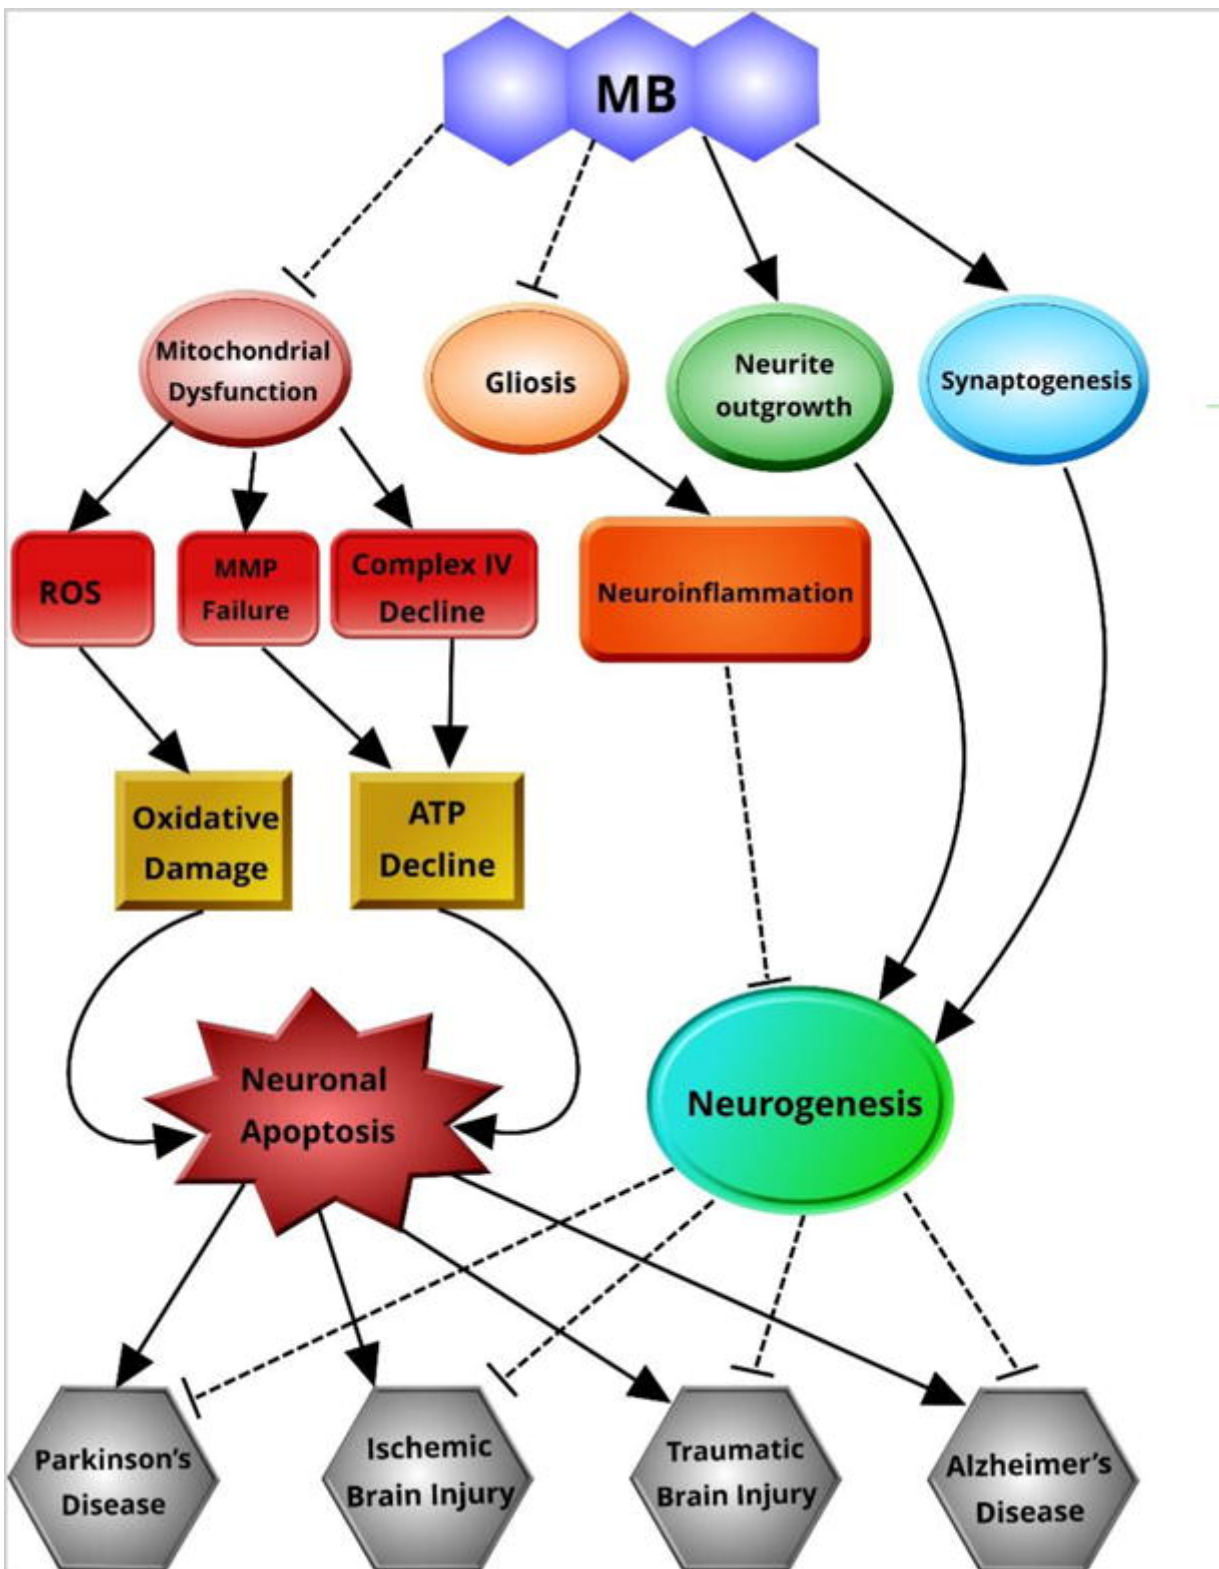 MB
Mitochondrial
Dysfunction
Gliosis
Neurite
outgrowth
Synaptogenesis
ROS
MMP
Failure
Complex IV
Decline
Neuroinflammation
Oxidative
Damage
ATP
Decline
Neuronal
Apoptosis
Neurogenesis
Parkinson's
Disease
Ischemic
Brain Injury
Traumatic
Brain Injury
Alzheimer's
Disease